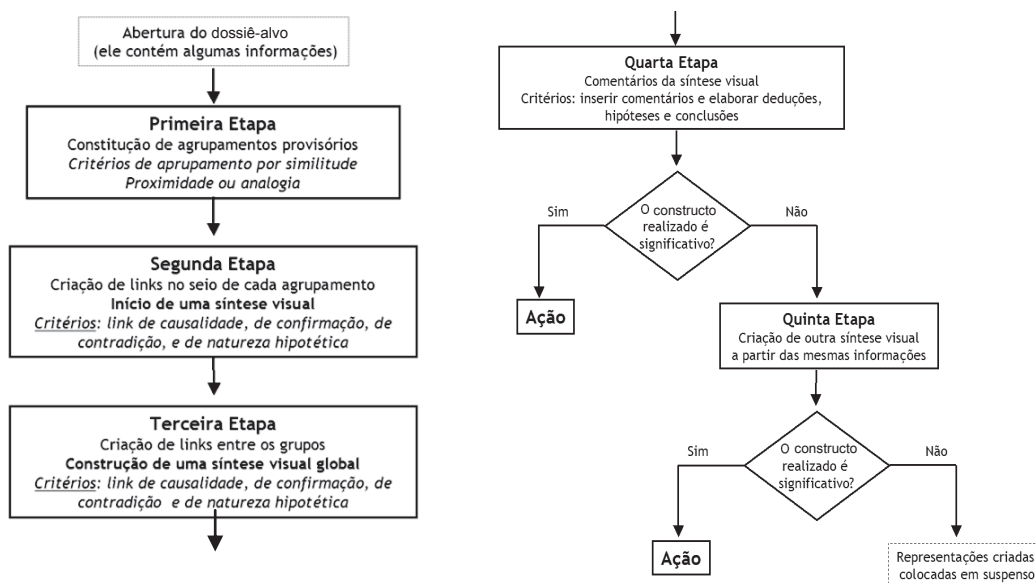 Abertura do dossiê-alvo
(ele contém algumas informações)
Primeira Etapa
Constitução de agrupamentos provisórios
Critérios de aprupamento por similitude
Proximidade ou analogia
Segunda Etapa
Criação de links no seio de cada agrupamento
Início de uma síntese visual
Critérios: link de causalidade, de confirmação, de
contradição, e de natureza hipotética
Terceira Etapa
Criação de links entre os grupos
Construção de uma síntese visual global
Critérios: link de causalidade, de confirmação, de
contradição e de natureza hipotética
Quarta Etapa
Comentários da síntese visual
Critérios: inserir comentários e elaborar deduções,
hipóteses e conclusões
O constructo
realizado é
significativo?
Sim
Não
Ação
Quinta Etapa
Criação de outra síntese visual
a partir das mesmas informações
O constructo
realizado é
significativo?
Sim
Não
Ação
Representações criadas
colocadas em suspenso